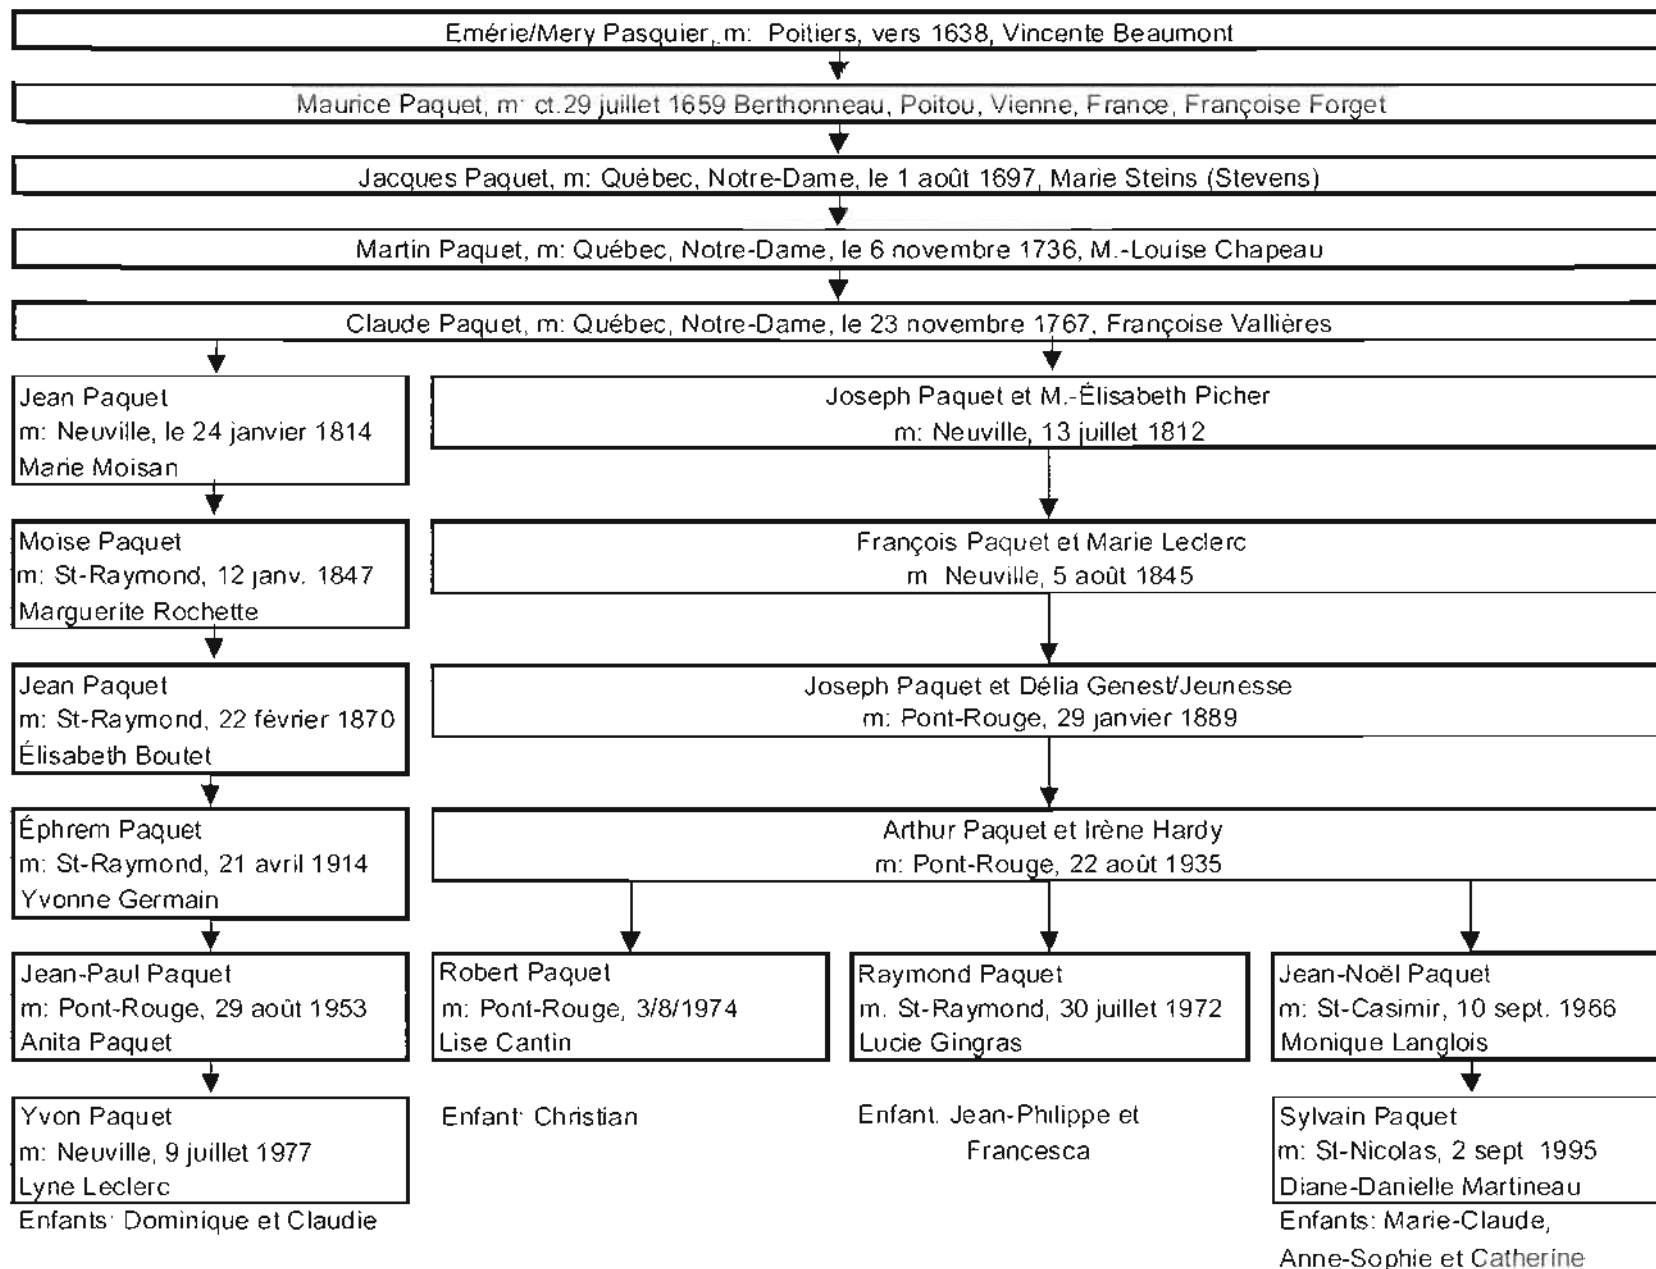 Emérie/Mery Pasquier, m: Poitiers, vers 1638, Vincente Beaumont
Maurice Paquet, m: ct.29 juillet 1659 Berthonneau, Poitou, Vienne, France, Françoise Forget
Jacques Paquet, m: Québec, Notre-Dame, le 1 août 1697, Marie Steins (Stevens)
Martin Paquet, m: Québec, Notre-Dame, le 6 novembre 1736, M.-Louise Chapeau
Claude Paquet, m: Québec, Notre-Dame, le 23 novembre 1767, Françoise Vallières
Jean Paquet
m: Neuville, le 24 janvier 1814
Marie Moisan
Joseph Paquet et M.-Élisabeth Picher
m: Neuville, 13 juillet 1812
Moïse Paquet
m: St-Raymond, 12 janv. 1847
Marguerite Rochette
François Paquet et Marie Leclerc
m Neuville, 5 août 1845
Jean Paquet
m: St-Raymond, 22 février 1870
Élisabeth Boutet
Joseph Paquet et Délia Genest/Jeunesse
m: Pont-Rouge, 29 janvier 1889
Éphrem Paquet
m: St-Raymond, 21 avril 1914
Yvonne Germain
Arthur Paquet et Irène Hardy
m: Pont-Rouge, 22 août 1935
Jean-Paul Paquet
m: Pont-Rouge, 29 août 1953
Anita Paquet
Robert Paquet
m: Pont-Rouge, 3/8/1974
Lise Cantin
Raymond Paquet
m. St-Raymond, 30 juillet 1972
Lucie Gingras
Jean-Noël Paquet
m: St-Casimir, 10 sept. 1966
Monique Langlois
Yvon Paquet
m: Neuville, 9 juillet 1977
Lyne Leclerc
Enfants: Dominique et Claudie
Enfant: Christian
Enfant. Jean-Philippe et
Francesca
Sylvain Paquet
m: St-Nicolas, 2 sept 1995
Diane-Danielle Martineau
Enfants: Marie-Claude,
Anne-Sophie et Catherine